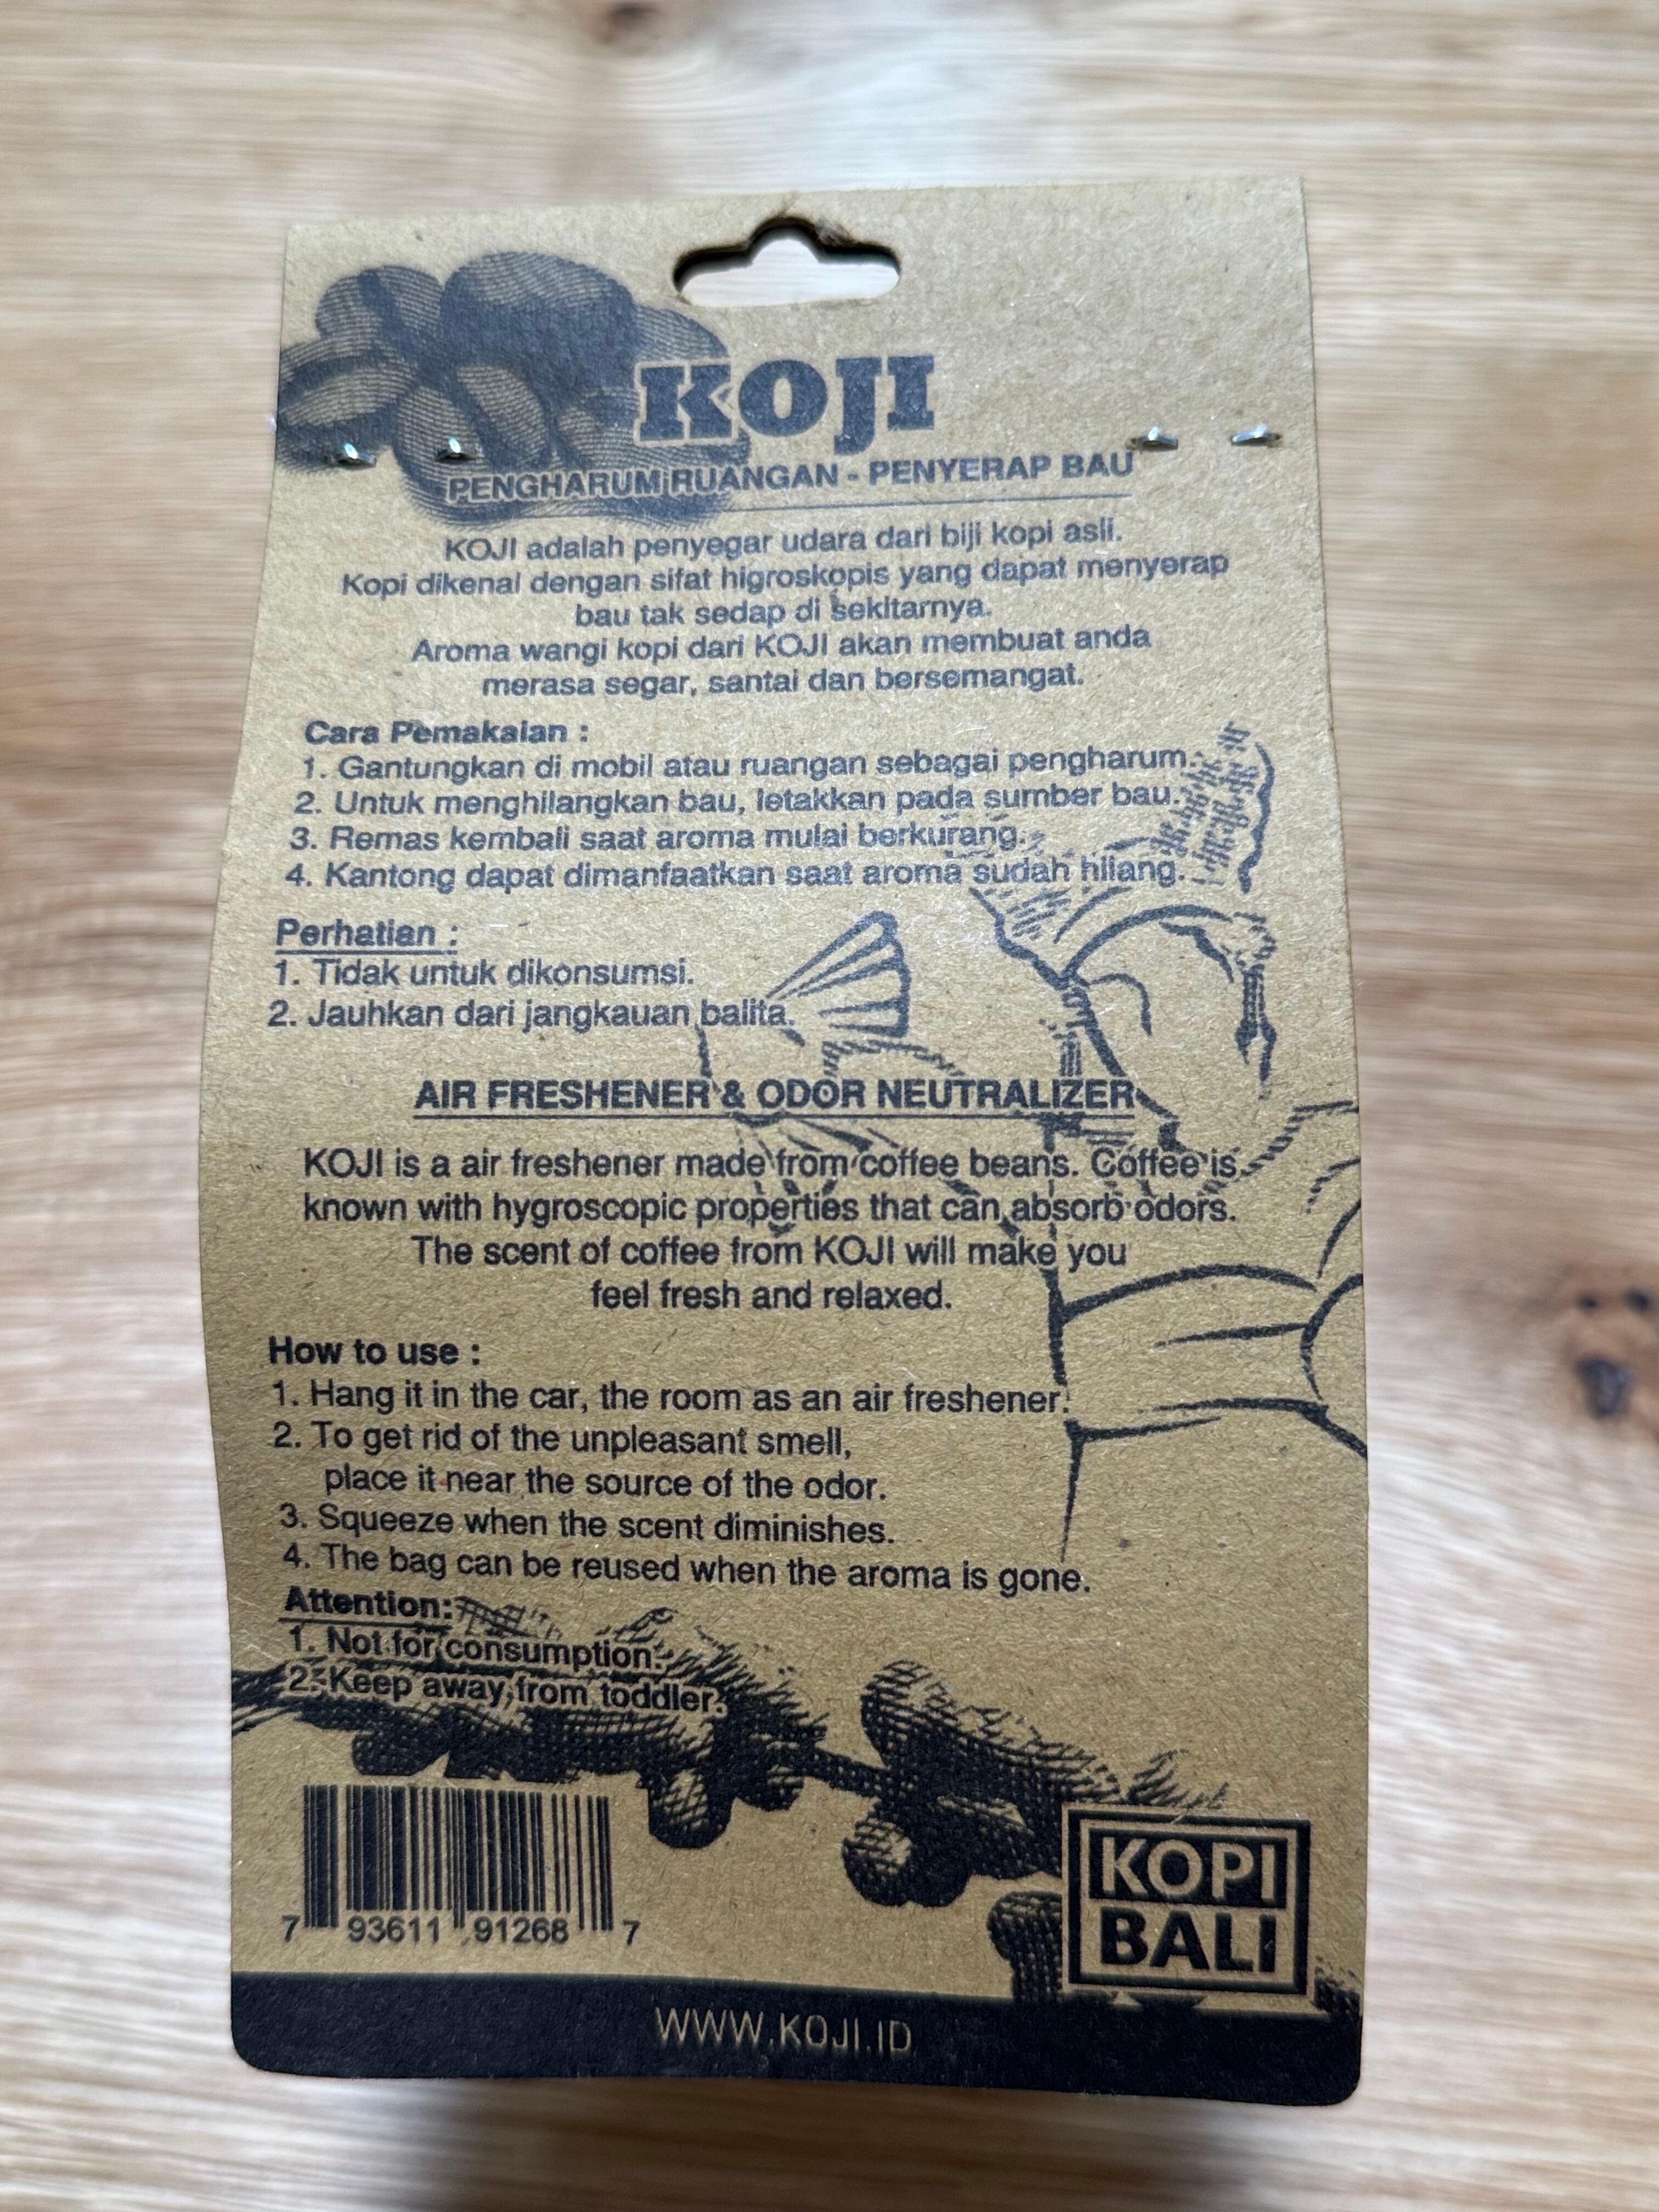 KOJI
PENGHARUM RUANGAN - PENYERAP BAU
KOJI adalah penyegar udara dari biji kopi asli.
Kopi dikenal dengan sifat higroskopis yang dapat menyerap
bau tak sedap di sekitarnya.
Aroma wangi kopi dari KOJI akan membuat anda
merasa segar, santai dan bersemangat.
Cara Pemakaian :
1. Gantungkan di mobil atau ruangan sebagai pengharum.
2. Untuk menghilangkan bau, letakkan pada sumber bau.
3. Remas kembali saat aroma mulai berkurang.
4. Kantong dapat dimanfaatkan saat aroma sudah hilang.
Perhatian :
1. Tidak untuk dikonsumsi.
2. Jauhkan dari jangkauan balita.
AIR FRESHENER & ODOR NEUTRALIZER
KOJI is a air freshener made from coffee beans. Coffee is
known with hygroscopic properties that can absorb odors.
The scent of coffee from KOJI will make you
feel fresh and relaxed.
How to use :
1. Hang it in the car, the room as an air freshener.
2. To get rid of the unpleasant smell,
place it near the source of the odor.
3. Squeeze when the scent diminishes.
4. The bag can be reused when the aroma is gone.
Attention:
1. Not for consumption.
2. Keep away from toddler.
7 93611 91268 7
KOPI
BALI
WWW.KOJI.ID